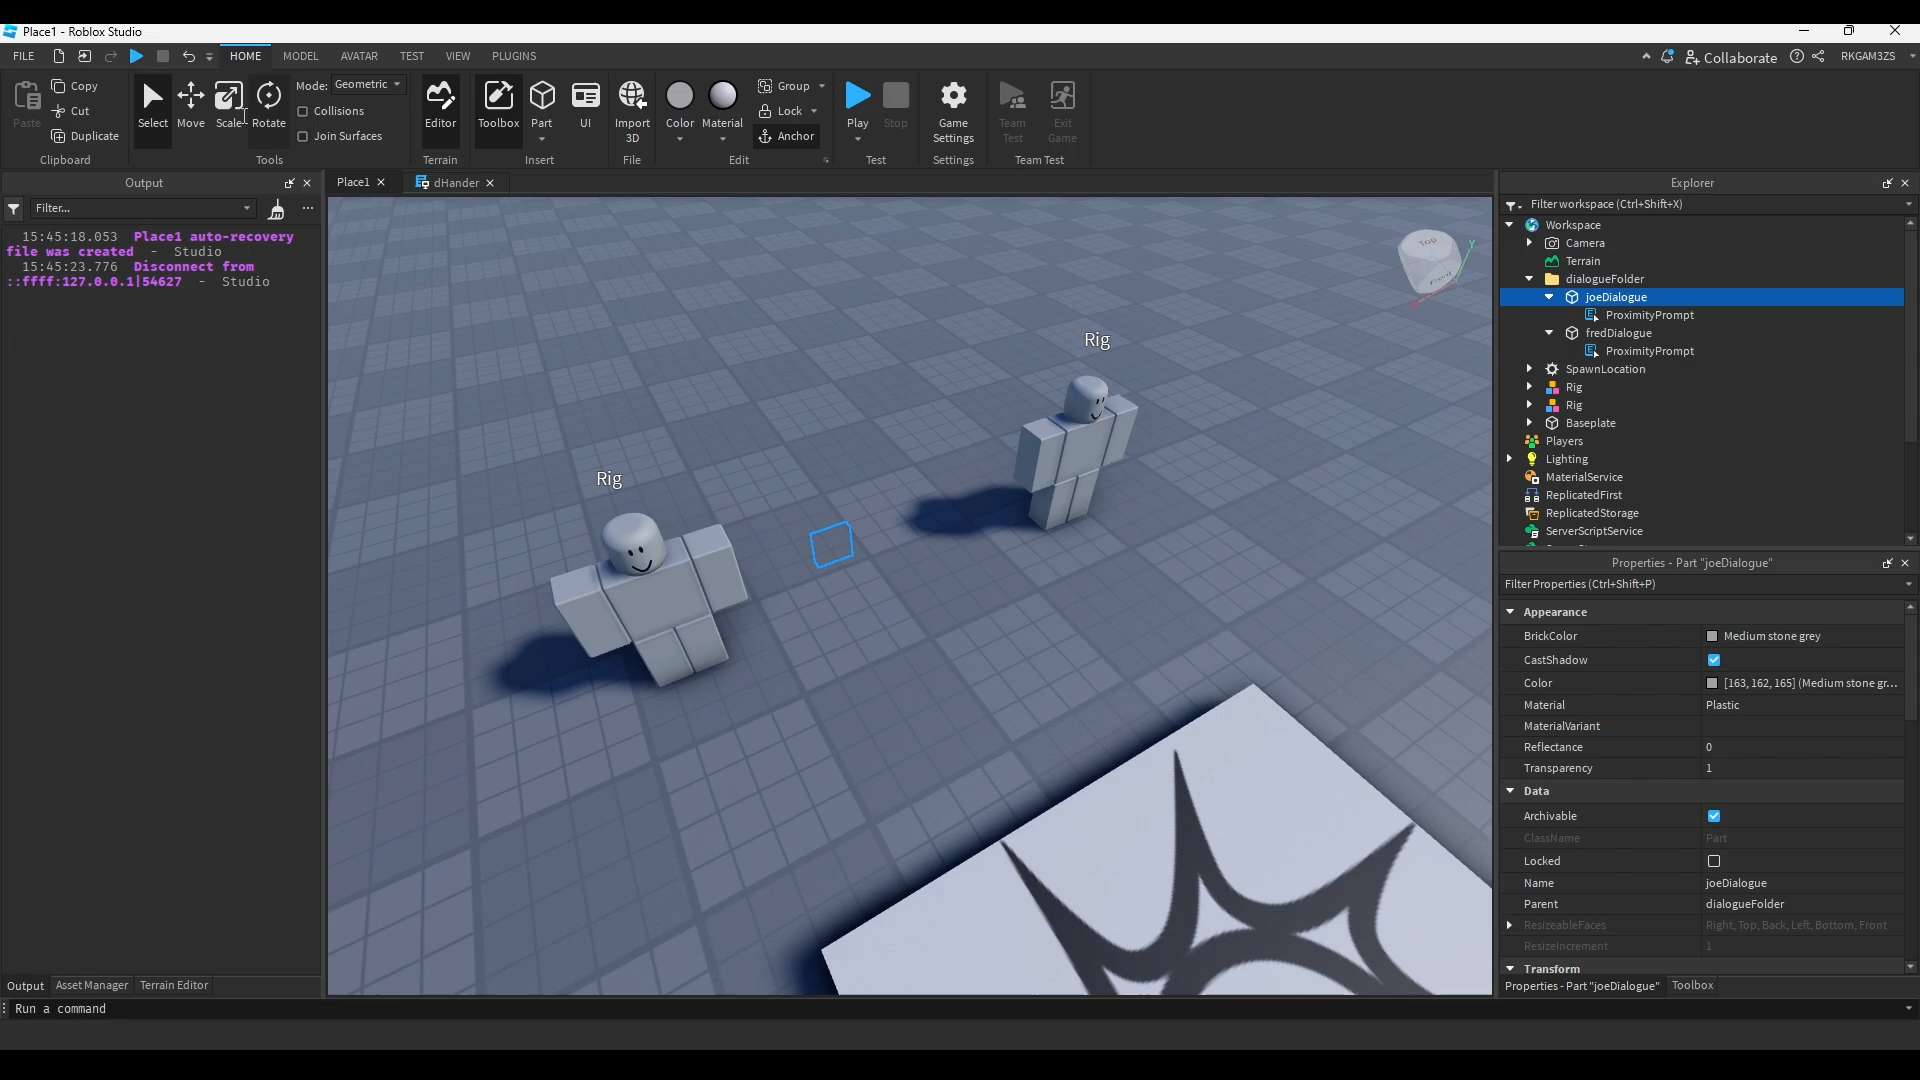 Place1 - Roblox Studio
FILE HOME MODEL AVATAR TEST VIEW PLUGINS Collaborate RKGAM3ZS
Paste Copy Cut Duplicate Select Move Scale Rotate Mode: Geometric Collisions Join Surfaces Editor Toolbox Part UI Import 3D Color Material Group Lock Anchor Play Stop Game Settings Team Test Exit Game
Clipboard Tools Terrain Insert File Edit Test Settings Team Test
Output
Filter...
15:45:18.053 Place1 auto-recovery
file was created - Studio
15:45:23.776 Disconnect from
::ffff:127.0.0.1|54627 - Studio
Place1 dHander
Top
Front
Y
Rig
Rig
Explorer
Filter workspace (Ctrl+Shift+X)
Workspace
Camera
Terrain
dialogueFolder
joeDialogue
ProximityPrompt
fredDialogue
ProximityPrompt
SpawnLocation
Rig
Rig
Baseplate
Players
Lighting
MaterialService
ReplicatedFirst
ReplicatedStorage
ServerScriptService
Properties - Part "joeDialogue"
Filter Properties (Ctrl+Shift+P)
Appearance
BrickColor Medium stone grey
CastShadow
Color [163, 162, 165] (Medium stone gr...
Material Plastic
MaterialVariant
Reflectance 0
Transparency 1
Data
Archivable
ClassName Part
Locked
Name joeDialogue
Parent dialogueFolder
ResizeableFaces Right, Top, Back, Left, Bottom, Front
ResizeIncrement 1
Transform
Properties - Part "joeDialogue" Toolbox
Output Asset Manager Terrain Editor
Run a command